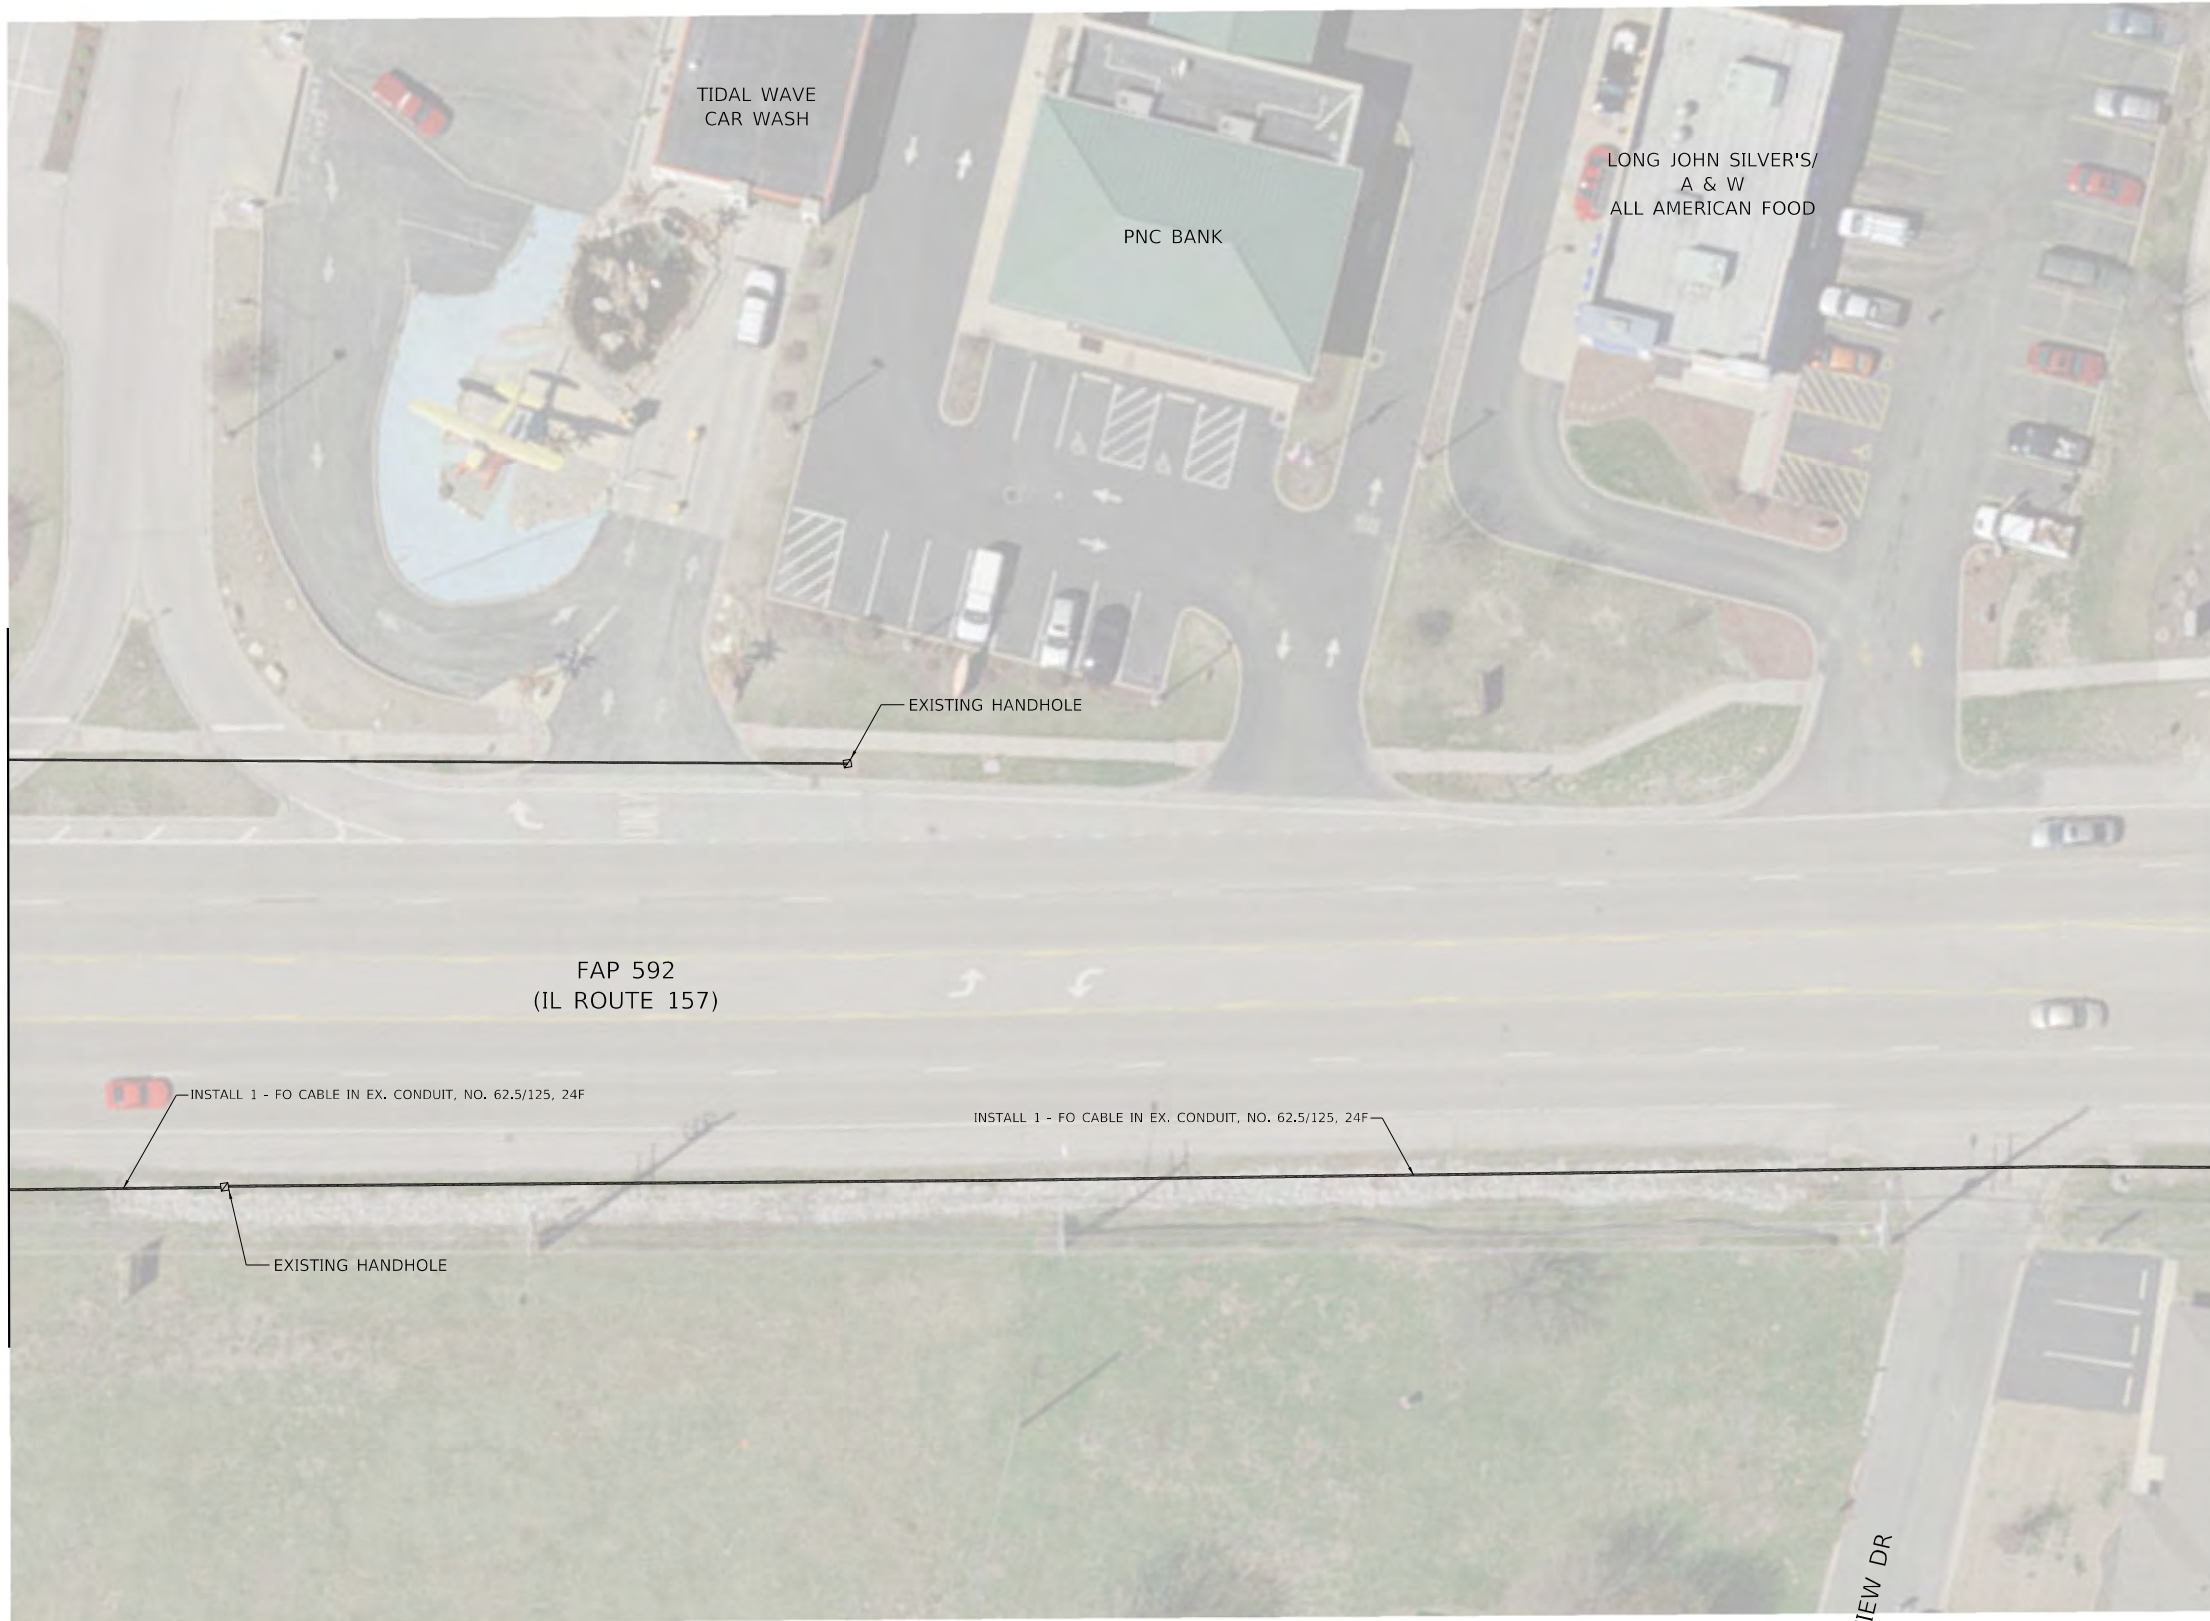 TIDAL WAVE
CAR WASH
PNC BANK
LONG JOHN SILVER'S/
A & W
ALL AMERICAN FOOD
EXISTING HANDHOLE
FAP 592
(IL ROUTE 157)
INSTALL 1 - FO CABLE IN EX. CONDUIT, NO. 62.5/125, 24F
INSTALL 1 - FO CABLE IN EX. CONDUIT, NO. 62.5/125, 24F
EXISTING HANDHOLE
IEW DR